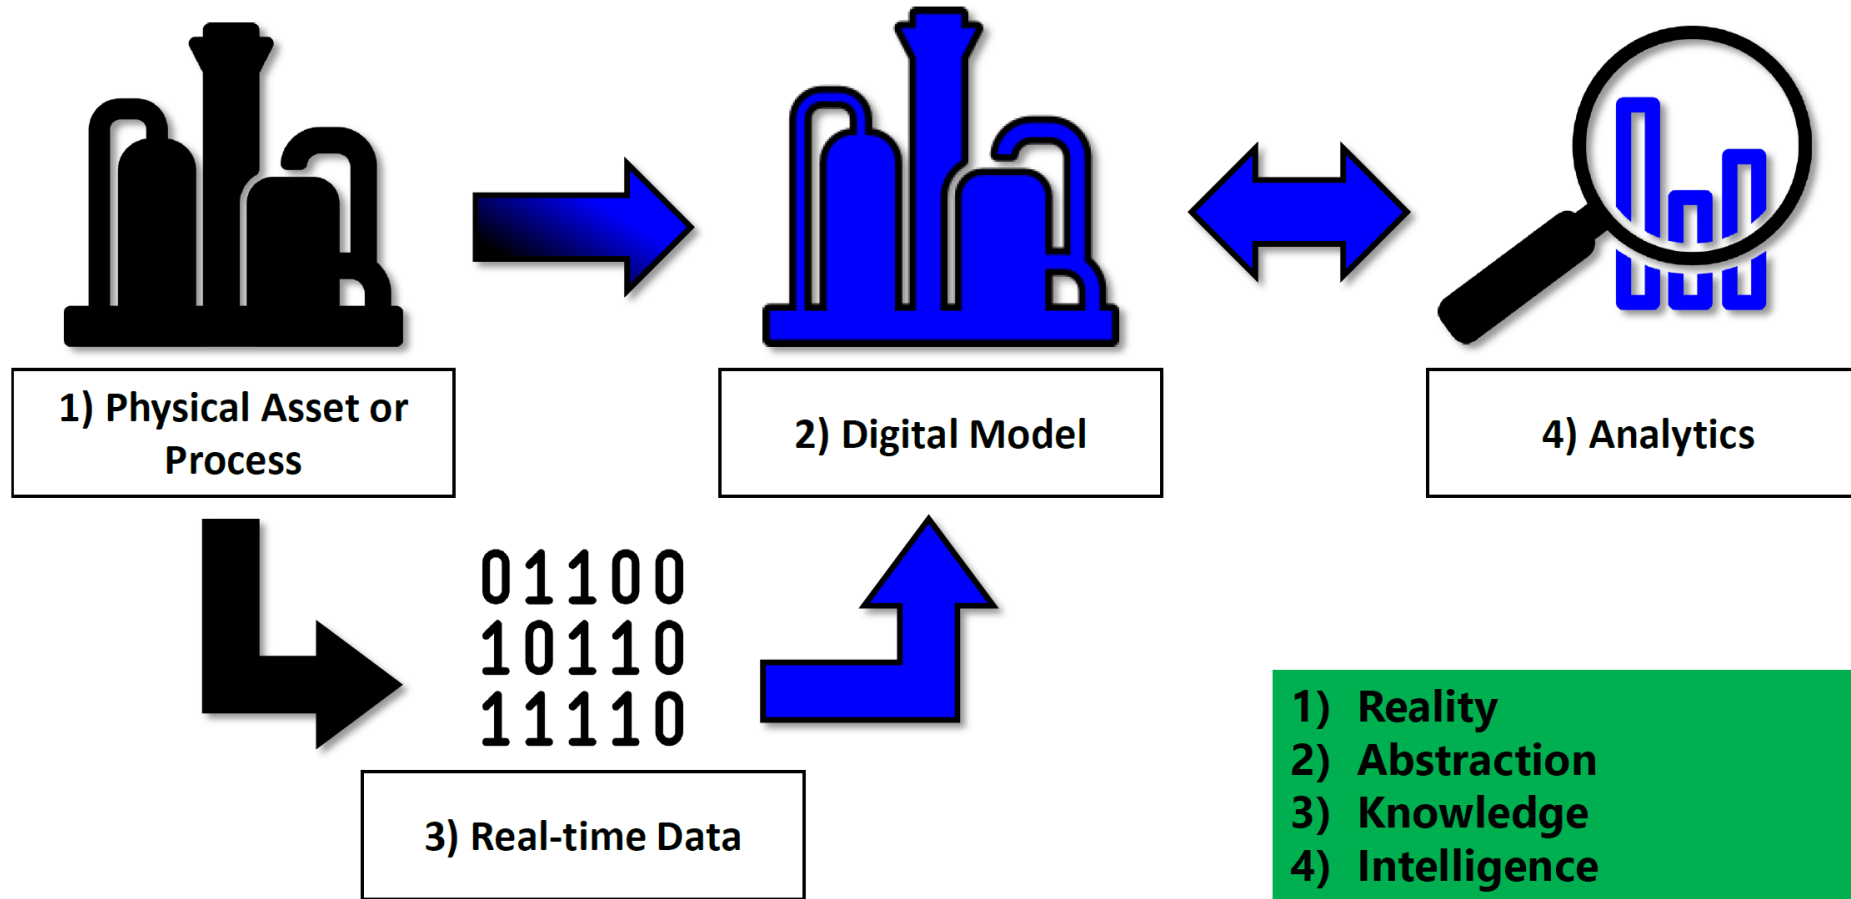 1) Physical Asset or
Process
2) Digital Model
4) Analytics
01100
10110
11110
3) Real-time Data
1) Reality
2) Abstraction
3) Knowledge
4) Intelligence